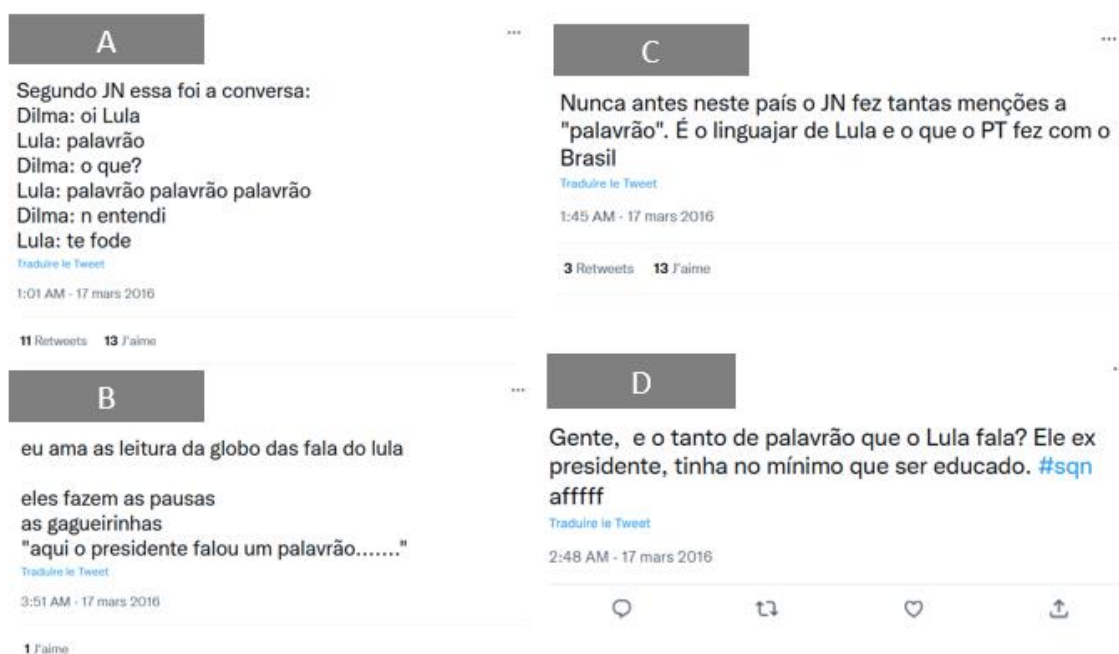 A
Segundo JN essa foi a conversa:
Dilma: oi Lula
Lula: palavrão
Dilma: o que?
Lula: palavrão palavrão palavrão
Dilma: n entendi
Lula: te fode
Traduire le Tweet
1:01 AM - 17 mars 2016
11 Retweets 13 J'aime
B
eu ama as leitura da globo das fala do lula
eles fazem as pausas
as gagueirinhas
"aqui o presidente falou um palavrão......."
Traduire le Tweet
3:51 AM - 17 mars 2016
1 J'aime
C
Nunca antes neste país o JN fez tantas menções a
"palavrão". É o linguajar de Lula e o que o PT fez com o
Brasil
Traduire le Tweet
1:45 AM - 17 mars 2016
3 Retweets 13 J'aime
D
Gente, e o tanto de palavrão que o Lula fala? Ele ex
presidente, tinha no mínimo que ser educado. #sqn
afffff
Traduire le Tweet
2:48 AM - 17 mars 2016